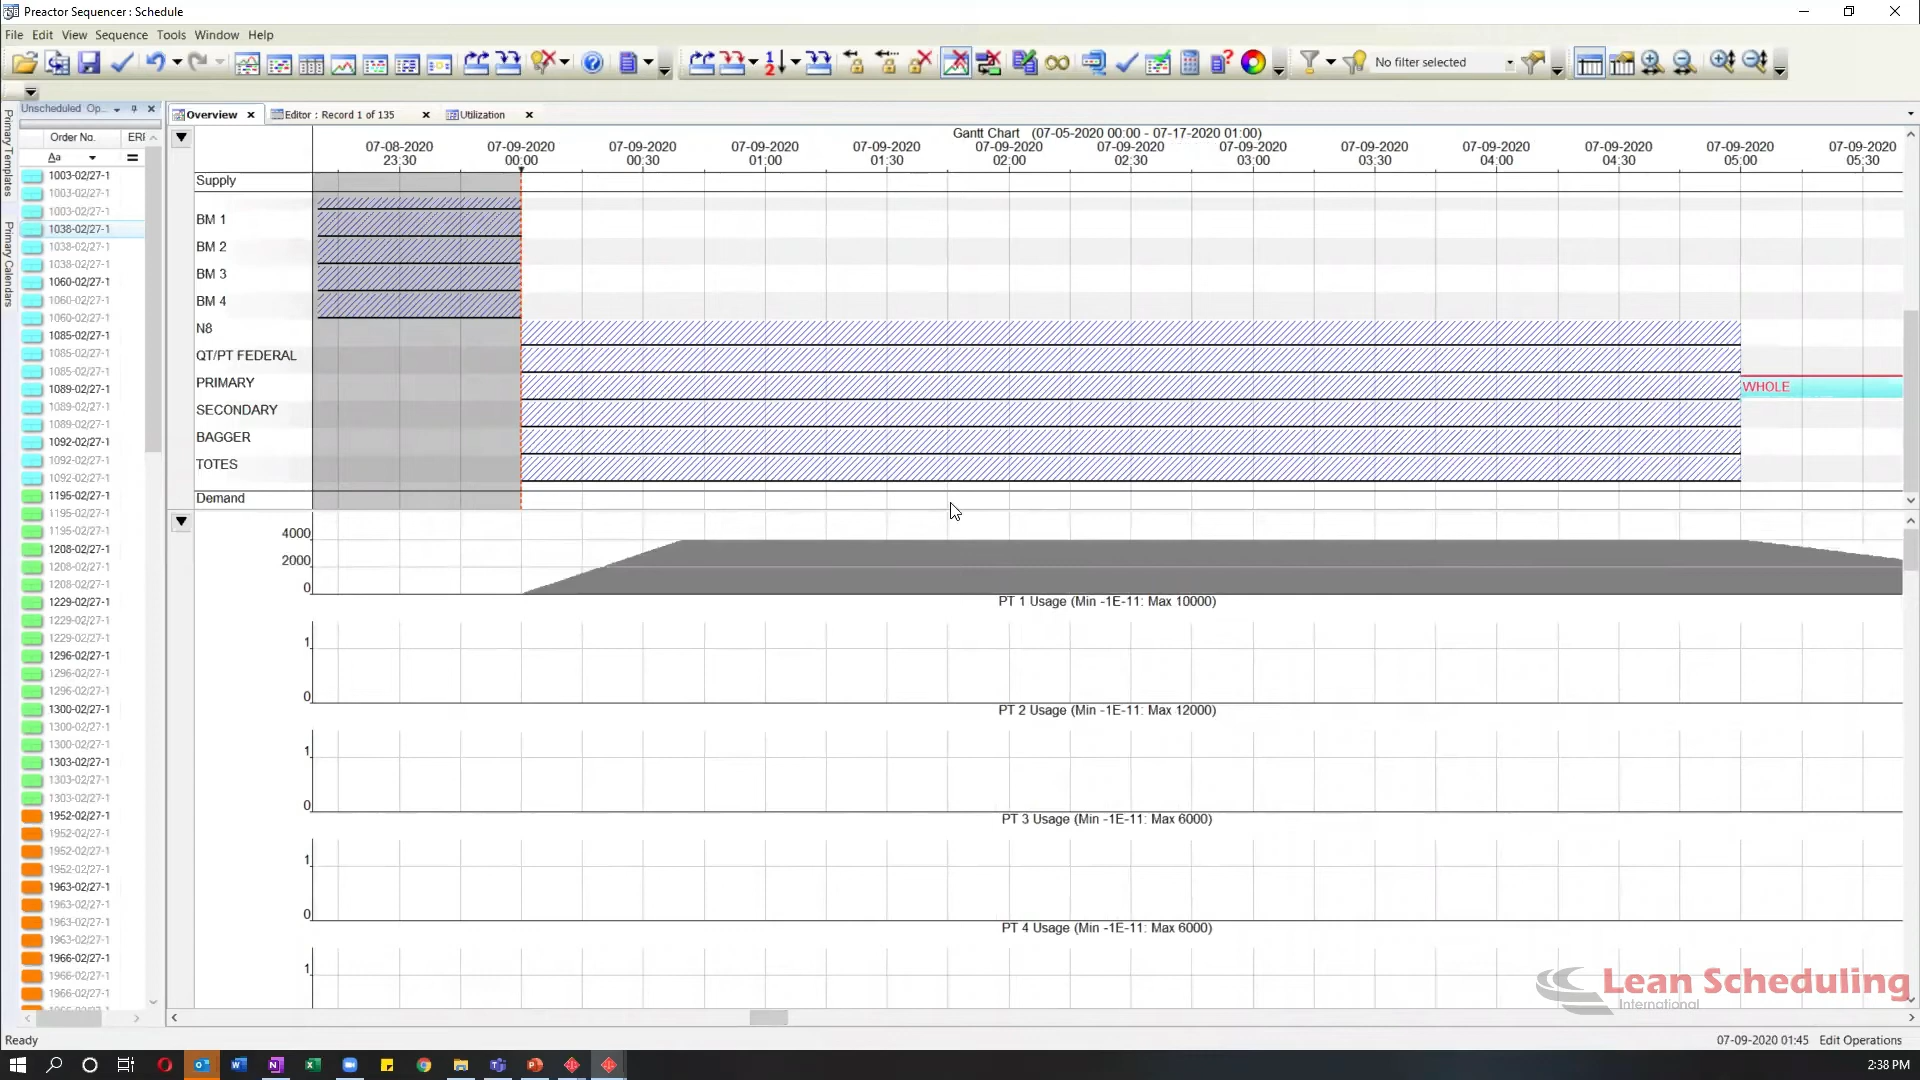 Preactor Sequencer : Schedule
File Edit View Sequence Tools Window Help
No filter selected
Unscheduled Op...
Overview Editor : Record 1 of 135 Utilization
Primary Templates
Primary Calendars
Order No. ERF
Aa =
1003-02/27-1
1003-02/27-1
1003-02/27-1
1038-02/27-1
1038-02/27-1
1038-02/27-1
1060-02/27-1
1060-02/27-1
1060-02/27-1
1085-02/27-1
1085-02/27-1
1085-02/27-1
1089-02/27-1
1089-02/27-1
1089-02/27-1
1092-02/27-1
1092-02/27-1
1092-02/27-1
1195-02/27-1
1195-02/27-1
1195-02/27-1
1208-02/27-1
1208-02/27-1
1208-02/27-1
1229-02/27-1
1229-02/27-1
1229-02/27-1
1296-02/27-1
1296-02/27-1
1296-02/27-1
1300-02/27-1
1300-02/27-1
1300-02/27-1
1303-02/27-1
1303-02/27-1
1303-02/27-1
1952-02/27-1
1952-02/27-1
1952-02/27-1
1952-02/27-1
1963-02/27-1
1963-02/27-1
1963-02/27-1
1963-02/27-1
1966-02/27-1
1966-02/27-1
1966-02/27-1
Gantt Chart (07-05-2020 00:00 - 07-17-2020 01:00)
07-08-2020 07-09-2020 07-09-2020 07-09-2020 07-09-2020 07-09-2020 07-09-2020 07-09-2020 07-09-2020 07-09-2020 07-09-2020 07-09-2020 07-09-2020
23:30 00:00 00:30 01:00 01:30 02:00 02:30 03:00 03:30 04:00 04:30 05:00 05:30
Supply
BM 1
BM 2
BM 3
BM 4
N8
QT/PT FEDERAL
PRIMARY
WHOLE
SECONDARY
BAGGER
TOTES
Demand
4000
2000
0
PT 1 Usage (Min -1E-11: Max 10000)
1
0
PT 2 Usage (Min -1E-11: Max 12000)
1
0
PT 3 Usage (Min -1E-11: Max 6000)
1
0
PT 4 Usage (Min -1E-11: Max 6000)
1
Lean Scheduling
International
Ready
07-09-2020 01:45 Edit Operations
2:38 PM